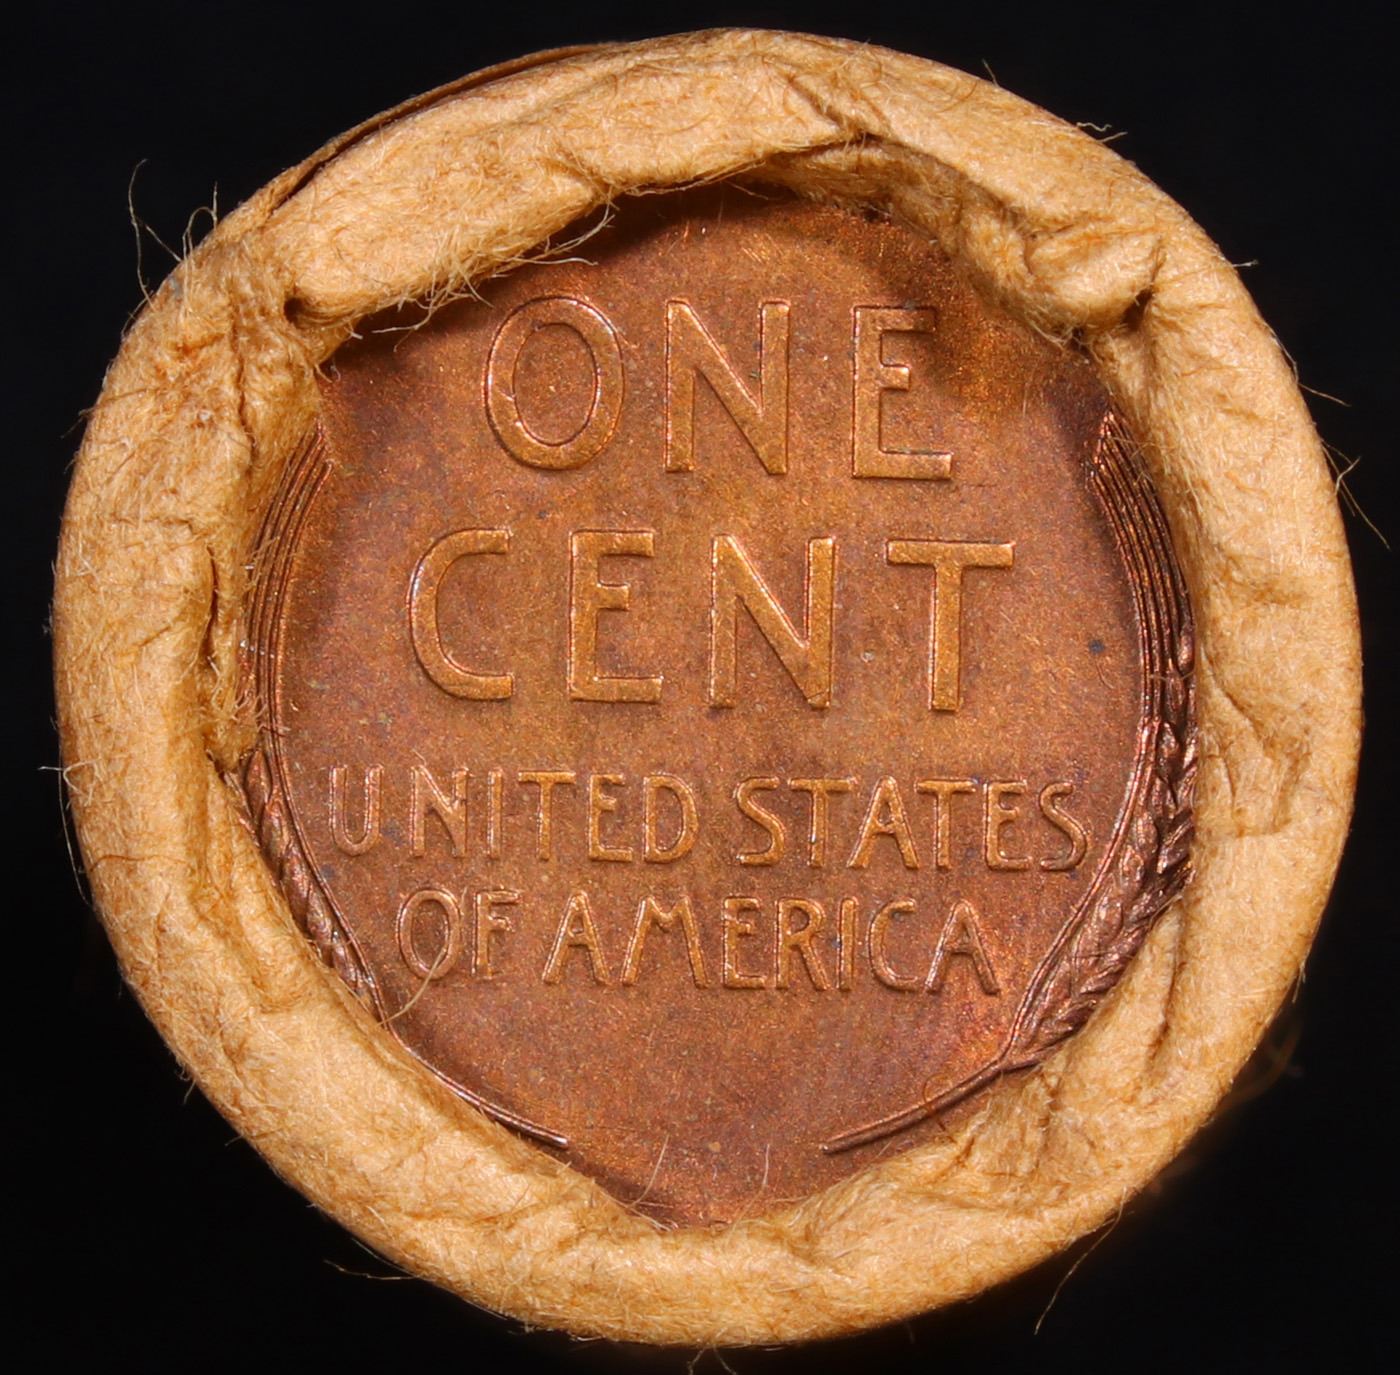 ONE
CENT
UNITED STATES
OF AMERICA